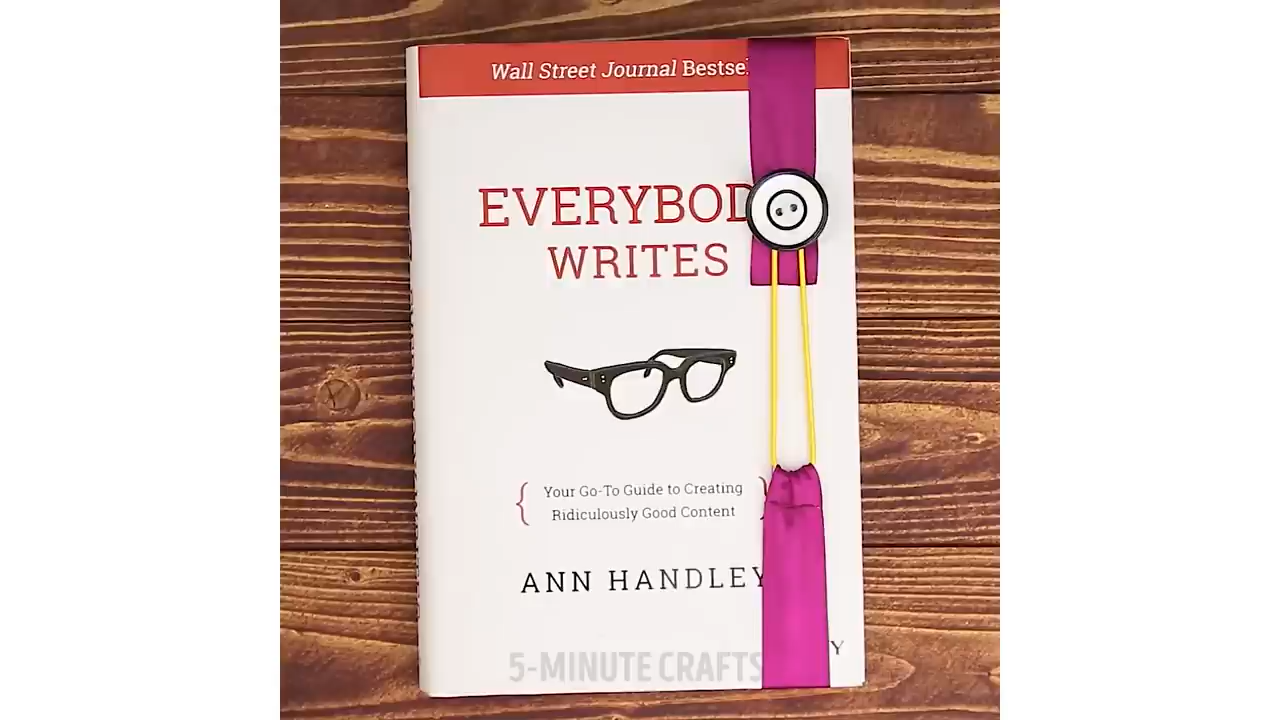 Wall Street Journal Bestse
EVERYBOD
WRITES
{ Your Go-To Guide to Creating }
Ridiculously Good Content
ANN HANDLEY
Y
5-MINUTE CRAFTS